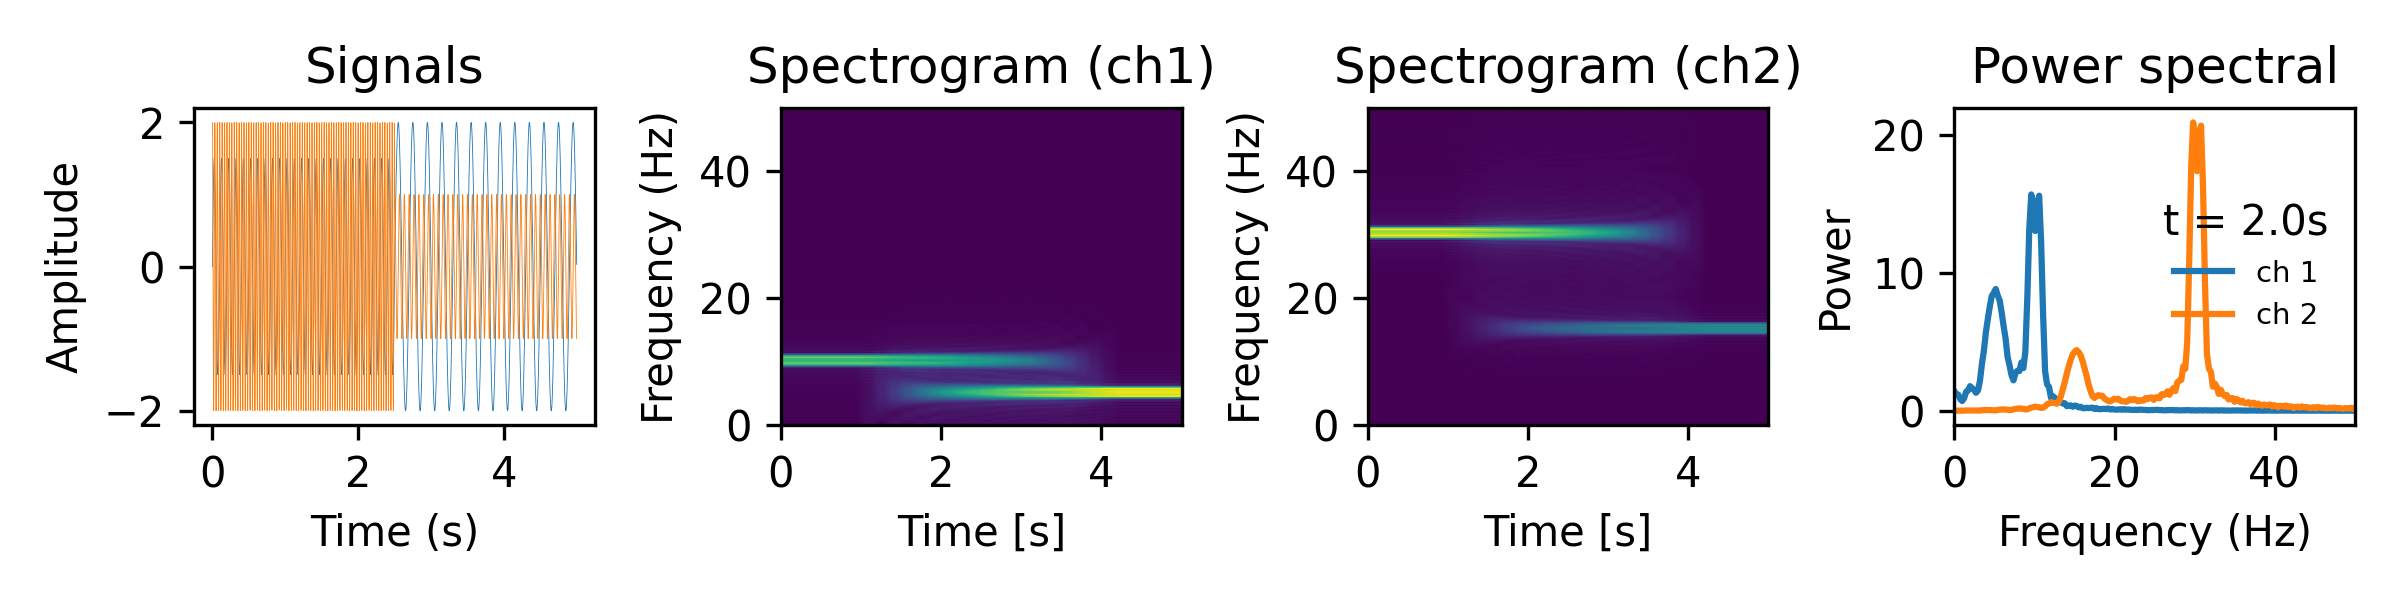 Signals
2
0
−2
Amplitude
0 2 4
Time (s)
Spectrogram (ch1)
40
20
0
Frequency (Hz)
0 2 4
Time [s]
Spectrogram (ch2)
40
20
0
Frequency (Hz)
0 2 4
Time [s]
Power spectral
20
10
0
Power
t = 2.0s
ch 1
ch 2
0 20 40
Frequency (Hz)